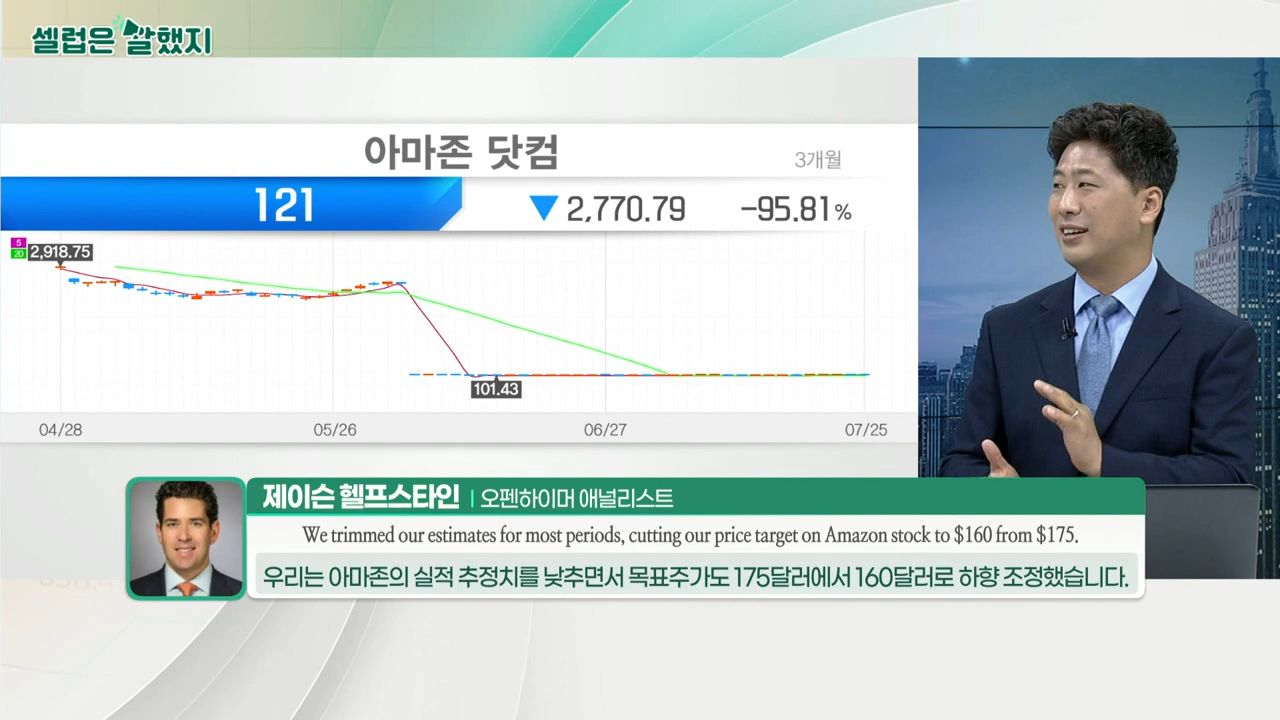 셀럽은 말했지
아마존 닷컴
3개월
121 ▼ 2,770.79 -95.81%
5
20
2,918.75
101.43
04/28 05/26 06/27 07/25
제이슨 헬프스타인 | 오펜하이머 애널리스트
We trimmed our estimates for most periods, cutting our price target on Amazon stock to $160 from $175.
우리는 아마존의 실적 추정치를 낮추면서 목표주가도 175달러에서 160달러로 하향 조정했습니다.